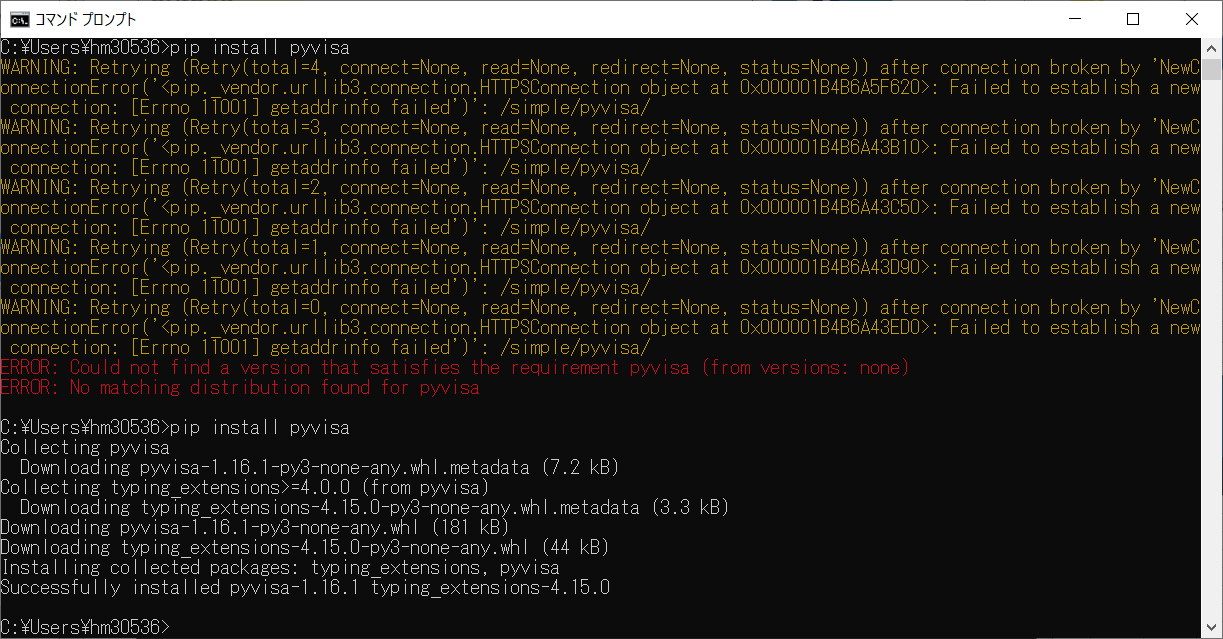 コマンド プロンプト
C:¥Users¥hm30536>pip install pyvisa
WARNING: Retrying (Retry(total=4, connect=None, read=None, redirect=None, status=None)) after connection broken by 'NewC
onnectionError('<pip._vendor.urllib3.connection.HTTPSConnection object at 0x000001B4B6A5F620>: Failed to establish a new
 connection: [Errno 11001] getaddrinfo failed')': /simple/pyvisa/
WARNING: Retrying (Retry(total=3, connect=None, read=None, redirect=None, status=None)) after connection broken by 'NewC
onnectionError('<pip._vendor.urllib3.connection.HTTPSConnection object at 0x000001B4B6A43B10>: Failed to establish a new
 connection: [Errno 11001] getaddrinfo failed')': /simple/pyvisa/
WARNING: Retrying (Retry(total=2, connect=None, read=None, redirect=None, status=None)) after connection broken by 'NewC
onnectionError('<pip._vendor.urllib3.connection.HTTPSConnection object at 0x000001B4B6A43C50>: Failed to establish a new
 connection: [Errno 11001] getaddrinfo failed')': /simple/pyvisa/
WARNING: Retrying (Retry(total=1, connect=None, read=None, redirect=None, status=None)) after connection broken by 'NewC
onnectionError('<pip._vendor.urllib3.connection.HTTPSConnection object at 0x000001B4B6A43D90>: Failed to establish a new
 connection: [Errno 11001] getaddrinfo failed')': /simple/pyvisa/
WARNING: Retrying (Retry(total=0, connect=None, read=None, redirect=None, status=None)) after connection broken by 'NewC
onnectionError('<pip._vendor.urllib3.connection.HTTPSConnection object at 0x000001B4B6A43ED0>: Failed to establish a new
 connection: [Errno 11001] getaddrinfo failed')': /simple/pyvisa/
ERROR: Could not find a version that satisfies the requirement pyvisa (from versions: none)
ERROR: No matching distribution found for pyvisa
C:¥Users¥hm30536>pip install pyvisa
Collecting pyvisa
  Downloading pyvisa-1.16.1-py3-none-any.whl.metadata (7.2 kB)
Collecting typing_extensions>=4.0.0 (from pyvisa)
  Downloading typing_extensions-4.15.0-py3-none-any.whl.metadata (3.3 kB)
Downloading pyvisa-1.16.1-py3-none-any.whl (181 kB)
Downloading typing_extensions-4.15.0-py3-none-any.whl (44 kB)
Installing collected packages: typing_extensions, pyvisa
Successfully installed pyvisa-1.16.1 typing_extensions-4.15.0
C:¥Users¥hm30536>